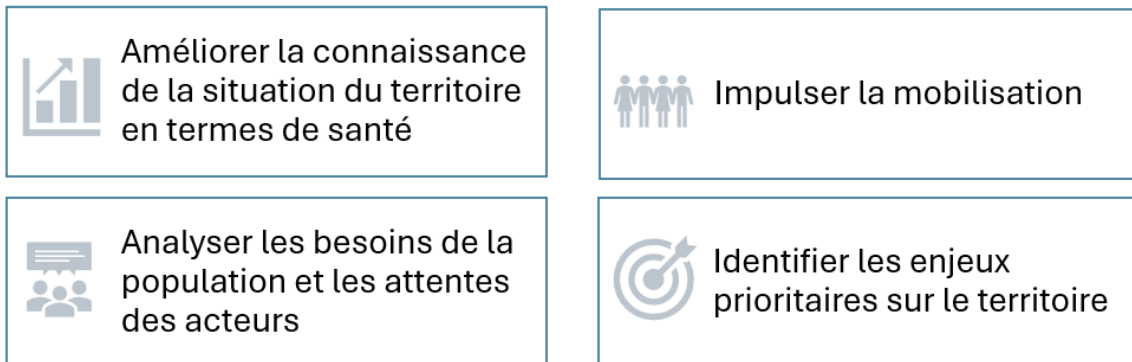 Améliorer la connaissance
de la situation du territoire
en termes de santé
Impulser la mobilisation
Analyser les besoins de la
population et les attentes
des acteurs
Identifier les enjeux
prioritaires sur le territoire